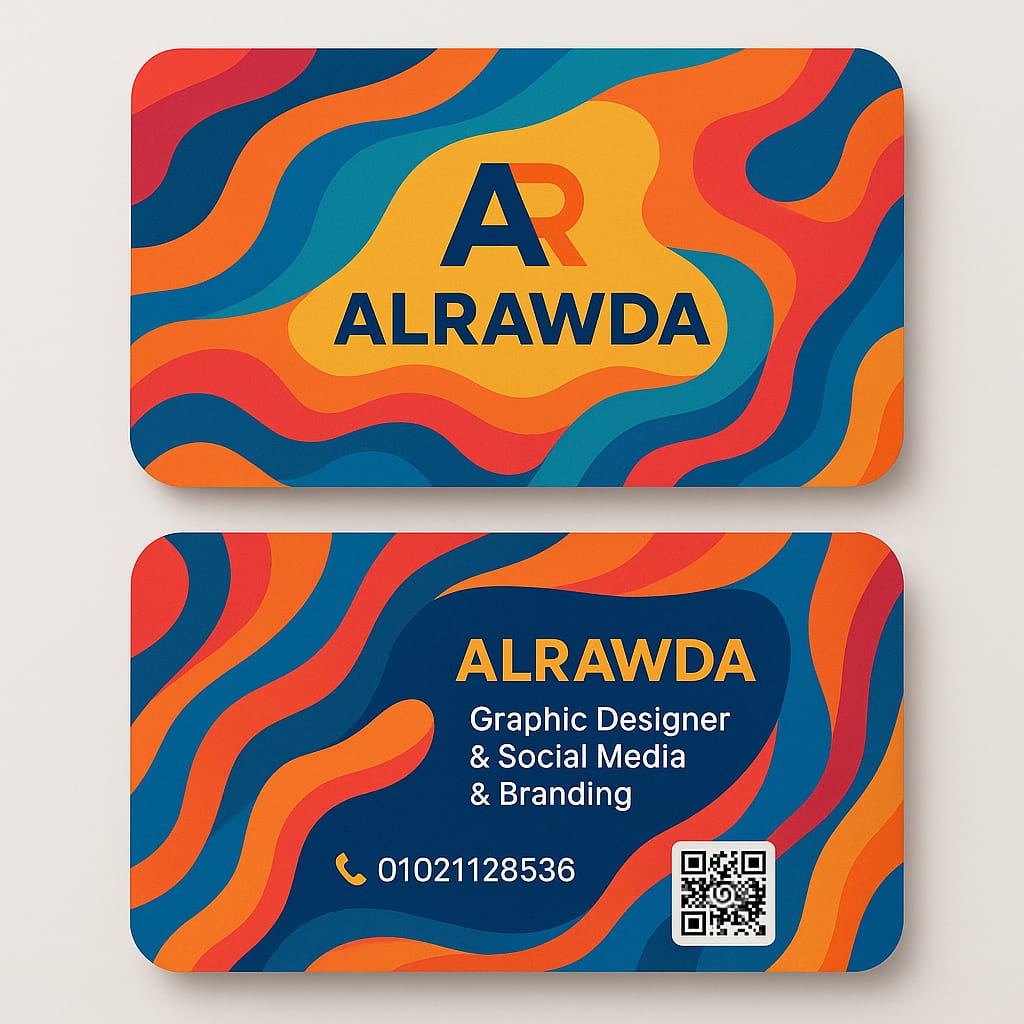 AR
ALRAWDA
ALRAWDA
Graphic Designer
& Social Media
& Branding
01021128536